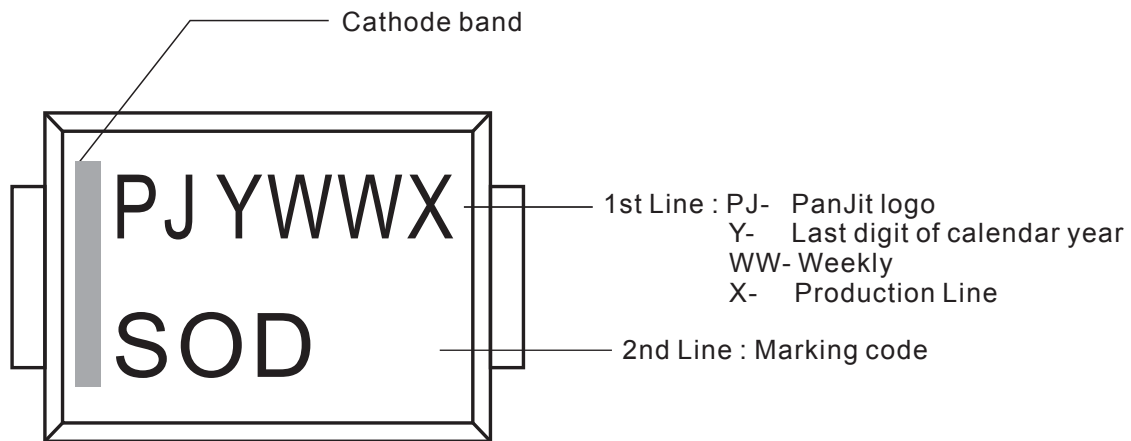 Cathode band
PJ YWWX
1st Line : PJ- PanJit logo
Y- Last digit of calendar year
WW- Weekly
X- Production Line
SOD
2nd Line : Marking code